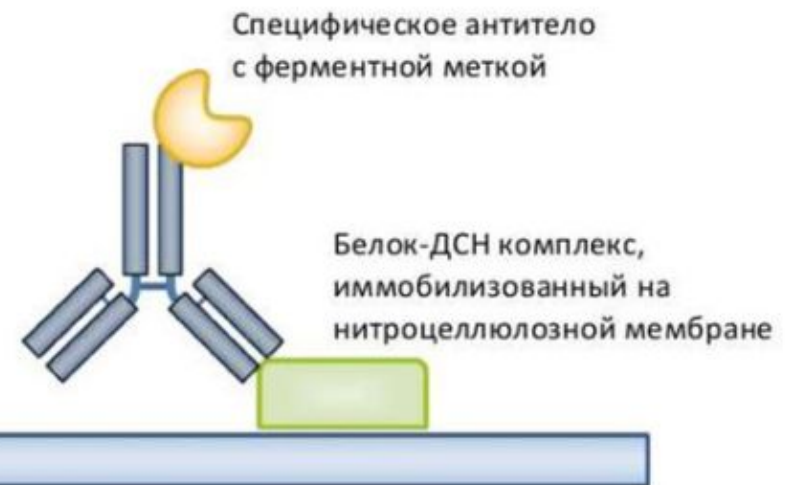 Специфическое антитело
с ферментной меткой
Белок-ДСН комплекс,
иммобилизованный на
нитроцеллюлозной мембране